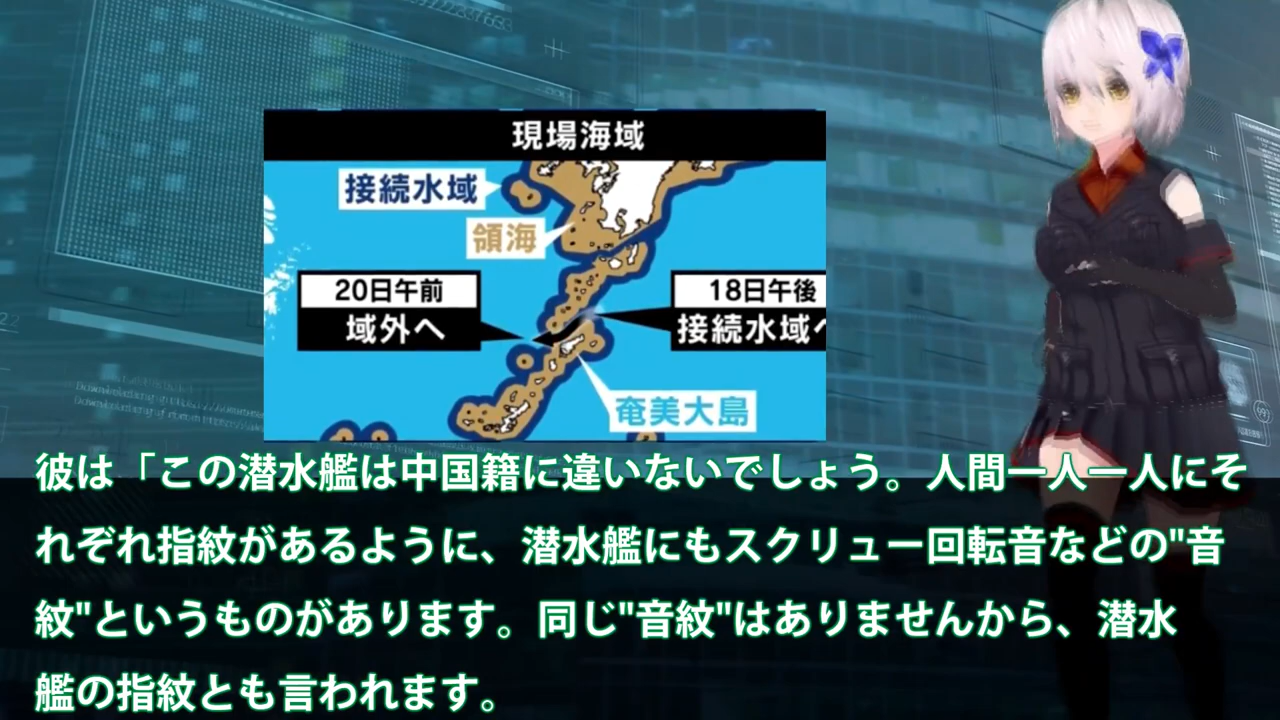 現場海域
接続水域
領海
20日午前
域外へ
18日午後
接続水域へ
奄美大島
彼は「この潜水艦は中国籍に違いないでしょう。人間一人一人にそ
れぞれ指紋があるように、潜水艦にもスクリュー回転音などの"音
紋"というものがあります。同じ"音紋"はありませんから、潜水
艦の指紋とも言われます。